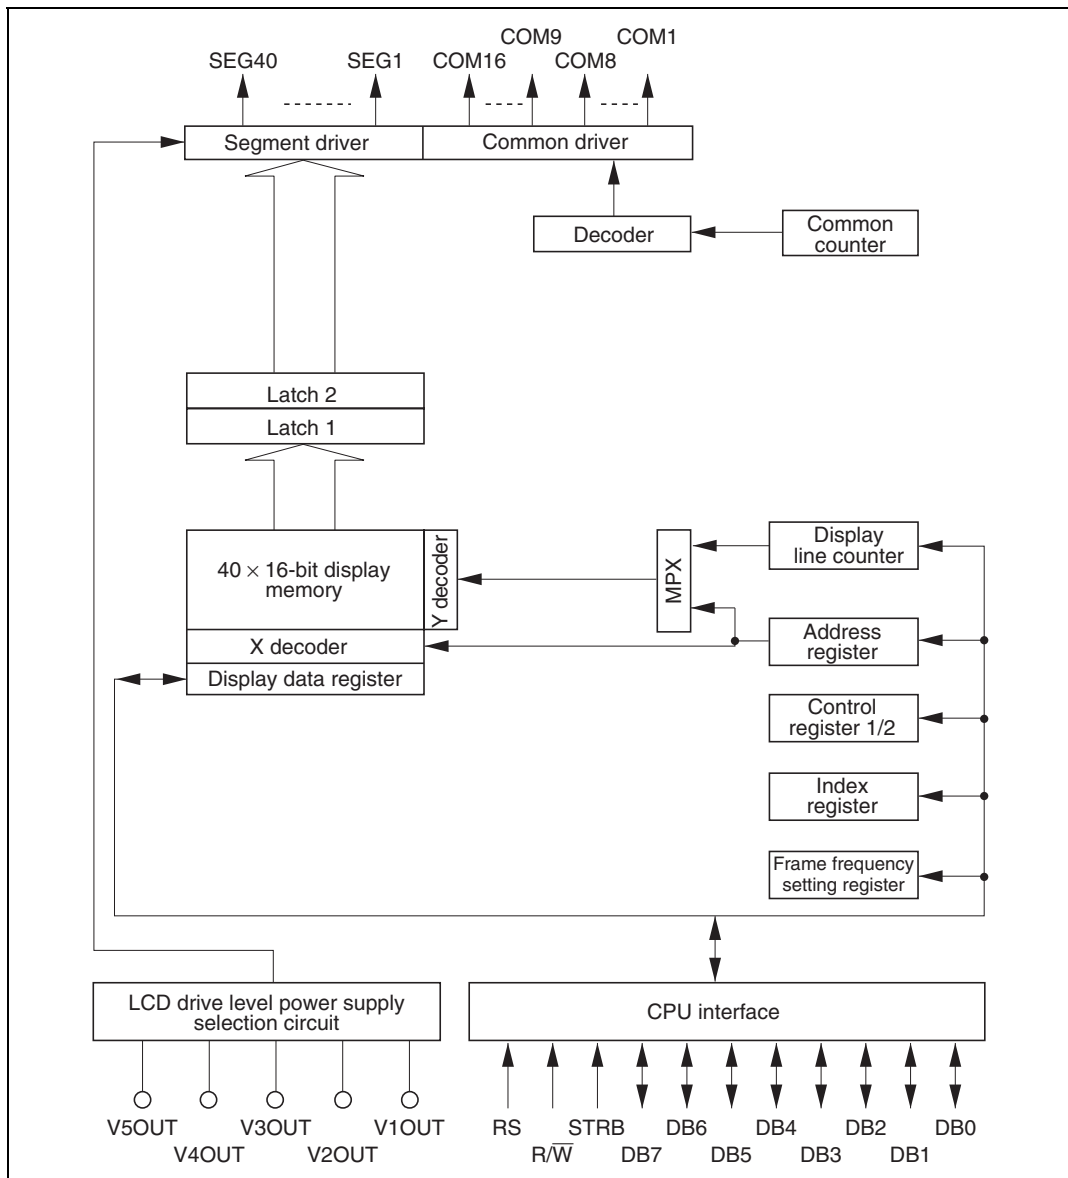 COM9 COM1
SEG40 SEG1 COM16 COM8
Segment driver Common driver
Decoder
Common
counter
Latch 2
Latch 1
40 × 16-bit display
memory
Y decoder
MPX
Display
line counter
X decoder
Address
register
Display data register
Control
register 1/2
Index
register
Frame frequency
setting register
LCD drive level power supply
selection circuit
CPU interface
V5OUT V3OUT V1OUT
V4OUT V2OUT
RS STRB DB6 DB4 DB2 DB0
R/W̅ DB7 DB5 DB3 DB1